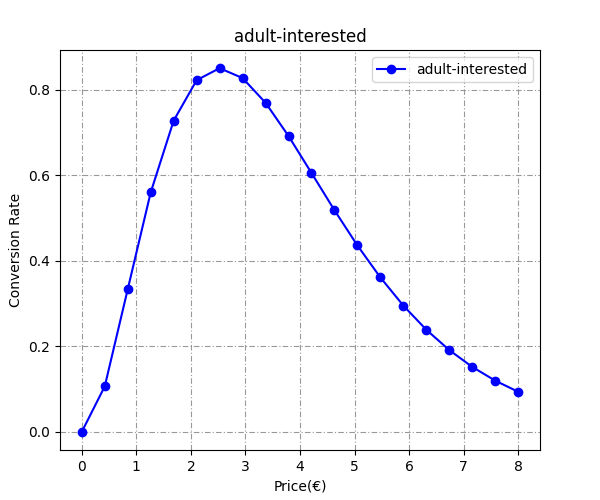 adult-interested
adult-interested
Conversion Rate
0.8
0.6
0.4
0.2
0.0
0 1 2 3 4 5 6 7 8
Price(€)